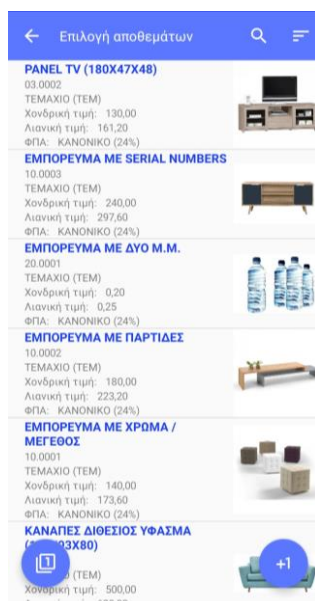 Επιλογή αποθεμάτων
PANEL TV (180X47X48)
03.0002
ΤΕΜΑΧΙΟ (ΤΕΜ)
Χονδρική τιμή: 130,00
Λιανική τιμή: 161,20
ΦΠΑ: ΚΑΝΟΝΙΚΟ (24%)
ΕΜΠΟΡΕΥΜΑ ΜΕ SERIAL NUMBERS
10.0003
ΤΕΜΑΧΙΟ (ΤΕΜ)
Χονδρική τιμή: 240,00
Λιανική τιμή: 297,60
ΦΠΑ: ΚΑΝΟΝΙΚΟ (24%)
ΕΜΠΟΡΕΥΜΑ ΜΕ ΔΥΟ Μ.Μ.
20.0001
ΤΕΜΑΧΙΟ (ΤΕΜ)
Χονδρική τιμή: 0,20
Λιανική τιμή: 0,25
ΦΠΑ: ΚΑΝΟΝΙΚΟ (24%)
ΕΜΠΟΡΕΥΜΑ ΜΕ ΠΑΡΤΙΔΕΣ
10.0002
ΤΕΜΑΧΙΟ (ΤΕΜ)
Χονδρική τιμή: 180,00
Λιανική τιμή: 223,20
ΦΠΑ: ΚΑΝΟΝΙΚΟ (24%)
ΕΜΠΟΡΕΥΜΑ ΜΕ ΧΡΩΜΑ /
ΜΕΓΕΘΟΣ
10.0001
ΤΕΜΑΧΙΟ (ΤΕΜ)
Χονδρική τιμή: 140,00
Λιανική τιμή: 173,60
ΦΠΑ: ΚΑΝΟΝΙΚΟ (24%)
ΚΑΝΑΠΕΣ ΔΙΘΕΣΙΟΣ ΥΦΑΣΜΑ
93X80)
(ΤΕΜ)
+1
Χονδρική τιμή: 500,00